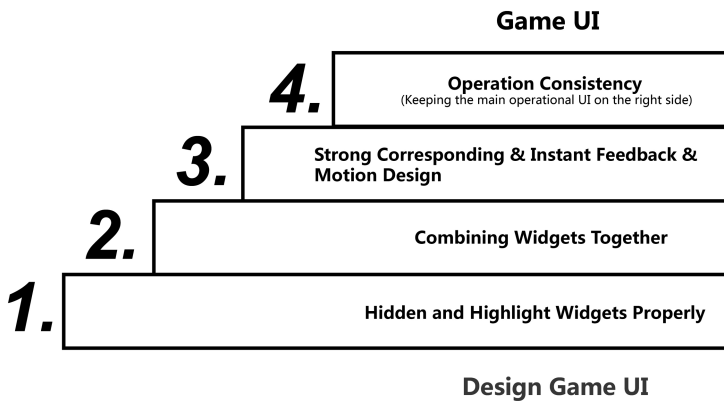 Game UI
4.
Operation Consistency
(Keeping the main operational UI on the right side)
3.
Strong Corresponding & Instant Feedback &
Motion Design
2.
Combining Widgets Together
1.
Hidden and Highlight Widgets Properly
Design Game UI